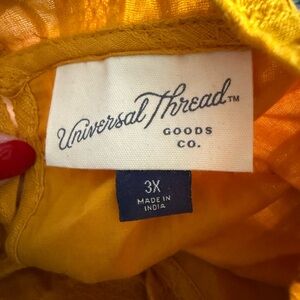 Universal Thread™
GOODS
CO.
3X
MADE IN
INDIA